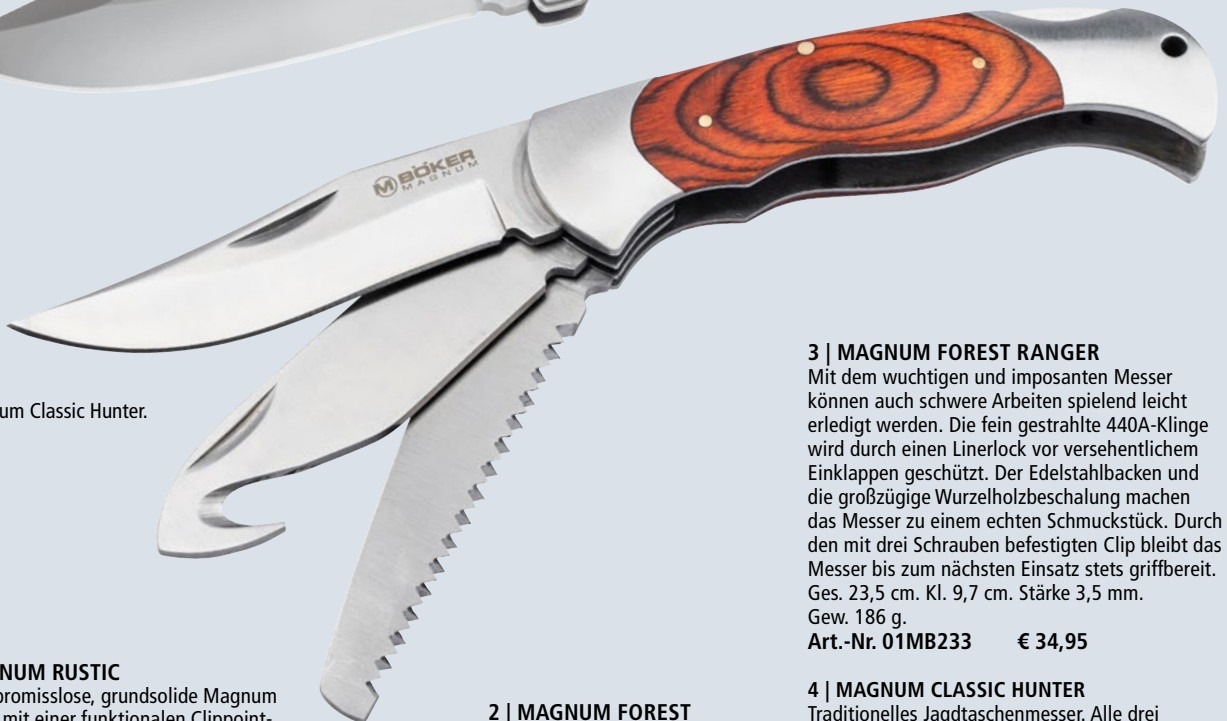 BÖKER
MAGNUM
um Classic Hunter.
NUM RUSTIC
promisslose, grundsolide Magnum
mit einer funktionalen Clippoint-
2 | MAGNUM FOREST
3 | MAGNUM FOREST RANGER
Mit dem wuchtigen und imposanten Messer
können auch schwere Arbeiten spielend leicht
erledigt werden. Die fein gestrahlte 440A-Klinge
wird durch einen Linerlock vor versehentlichem
Einklappen geschützt. Der Edelstahlbacken und
die großzügige Wurzelholzbeschalung machen
das Messer zu einem echten Schmuckstück. Durch
den mit drei Schrauben befestigten Clip bleibt das
Messer bis zum nächsten Einsatz stets griffbereit.
Ges. 23,5 cm. Kl. 9,7 cm. Stärke 3,5 mm.
Gew. 186 g.
Art.-Nr. 01MB233 € 34,95
4 | MAGNUM CLASSIC HUNTER
Traditionelles Jagdtaschenmesser. Alle drei